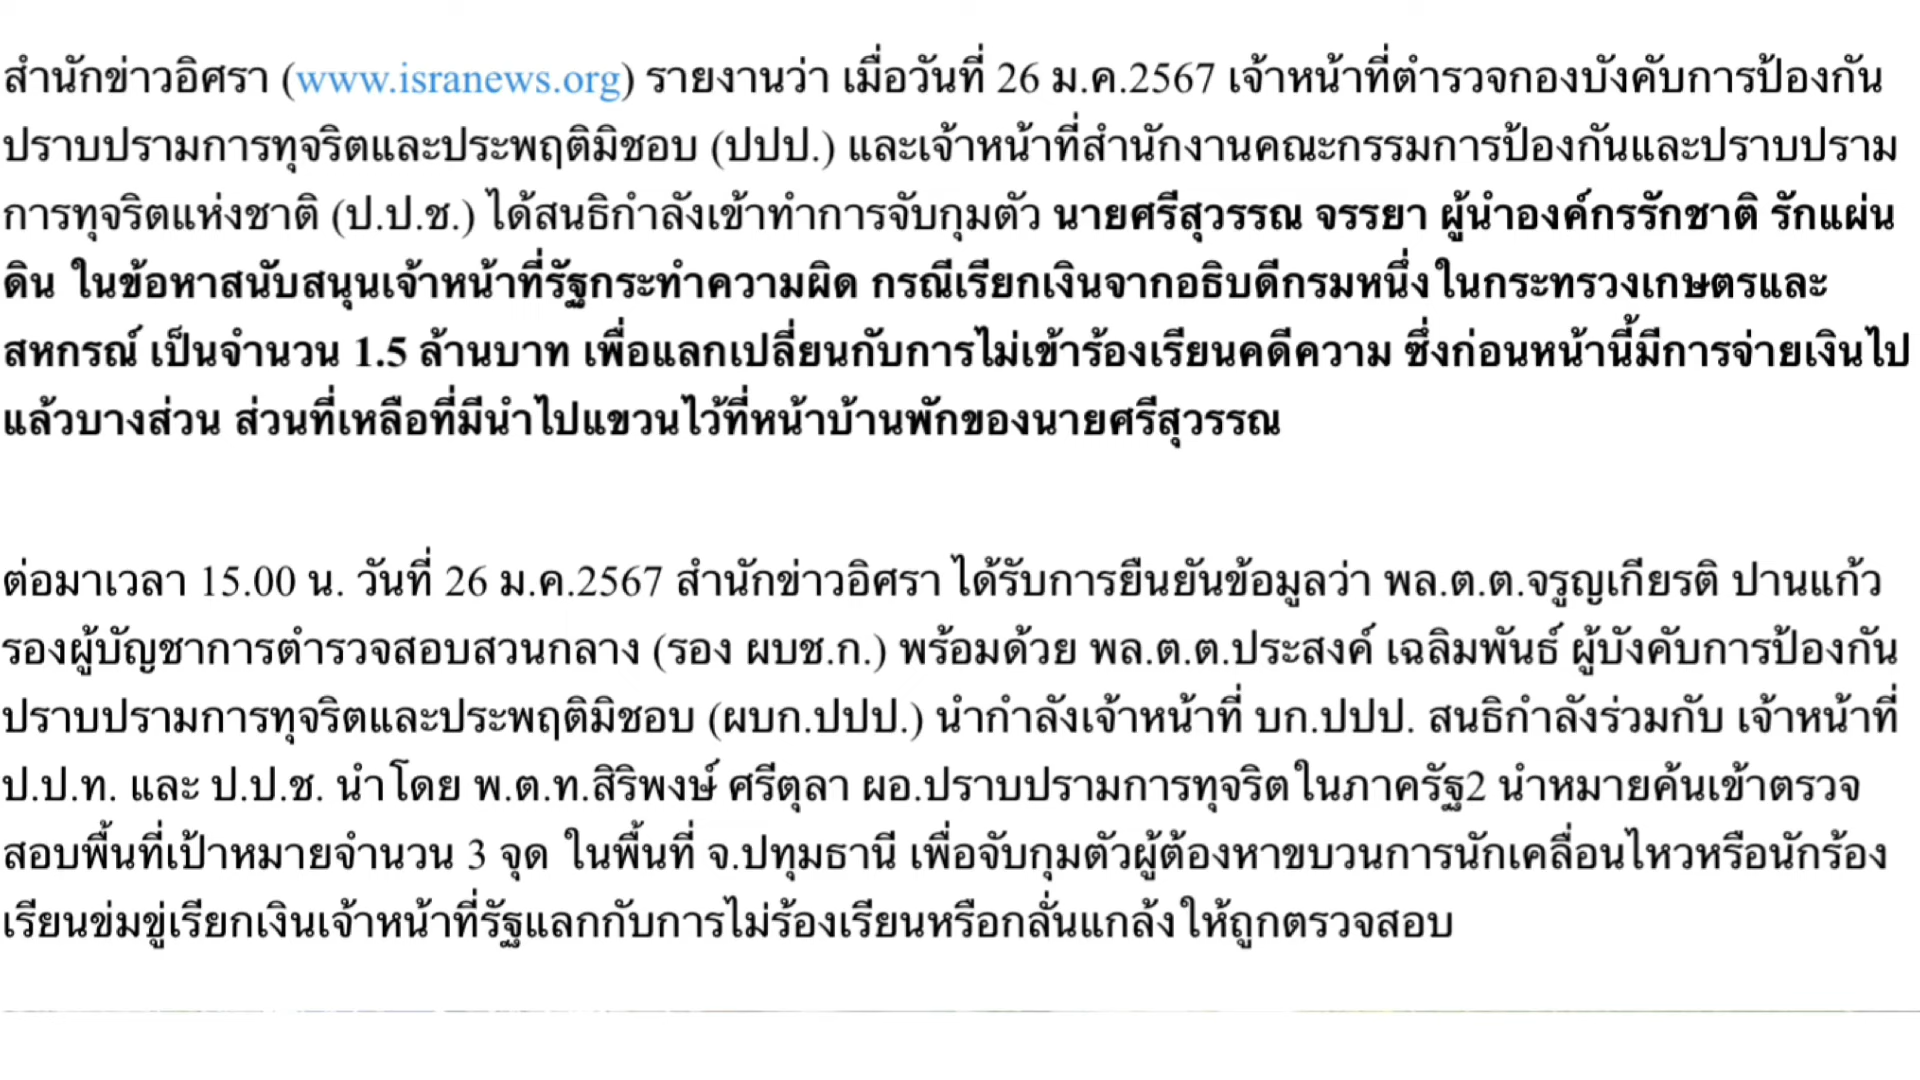 สำนักข่าวอิศรา (www.isranews.org) รายงานว่า เมื่อวันที่ 26 ม.ค.2567 เจ้าหน้าที่ตำรวจกองบังคับการป้องกัน
ปราบปรามการทุจริตและประพฤติมิชอบ (ปปป.) และเจ้าหน้าที่สำนักงานคณะกรรมการป้องกันและปราบปราม
การทุจริตแห่งชาติ (ป.ป.ช.) ได้สนธิกำลังเข้าทำการจับกุมตัว นายศรีสุวรรณ จรรยา ผู้นำองค์กรรักชาติ รักแผ่น
ดิน ในข้อหาสนับสนุนเจ้าหน้าที่รัฐกระทำความผิด กรณีเรียกเงินจากอธิบดีกรมหนึ่งในกระทรวงเกษตรและ
สหกรณ์ เป็นจำนวน 1.5 ล้านบาท เพื่อแลกเปลี่ยนกับการไม่เข้าร้องเรียนคดีความ ซึ่งก่อนหน้านี้มีการจ่ายเงินไป
แล้วบางส่วน ส่วนที่เหลือที่มีนำไปแขวนไว้ที่หน้าบ้านพักของนายศรีสุวรรณ
ต่อมาเวลา 15.00 น. วันที่ 26 ม.ค.2567 สำนักข่าวอิศรา ได้รับการยืนยันข้อมูลว่า พล.ต.ต.จรูญเกียรติ ปานแก้ว
รองผู้บัญชาการตำรวจสอบสวนกลาง (รอง ผบช.ก.) พร้อมด้วย พล.ต.ต.ประสงค์ เฉลิมพันธ์ ผู้บังคับการป้องกัน
ปราบปรามการทุจริตและประพฤติมิชอบ (ผบก.ปปป.) นำกำลังเจ้าหน้าที่ บก.ปปป. สนธิกำลังร่วมกับ เจ้าหน้าที่
ป.ป.ท. และ ป.ป.ช. นำโดย พ.ต.ท.สิริพงษ์ ศรีตุลา ผอ.ปราบปรามการทุจริตในภาครัฐ2 นำหมายค้นเข้าตรวจ
สอบพื้นที่เป้าหมายจำนวน 3 จุด ในพื้นที่ จ.ปทุมธานี เพื่อจับกุมตัวผู้ต้องหาขบวนการนักเคลื่อนไหวหรือนักร้อง
เรียนข่มขู่เรียกเงินเจ้าหน้าที่รัฐแลกกับการไม่ร้องเรียนหรือกลั่นแกล้งให้ถูกตรวจสอบ